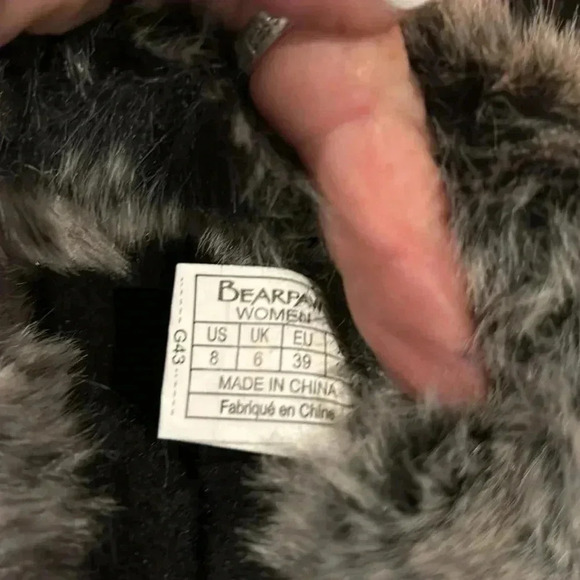 BEARPAW
WOMEN
US UK EU
8 6 39
MADE IN CHINA
Fabriqué en Chine
G43